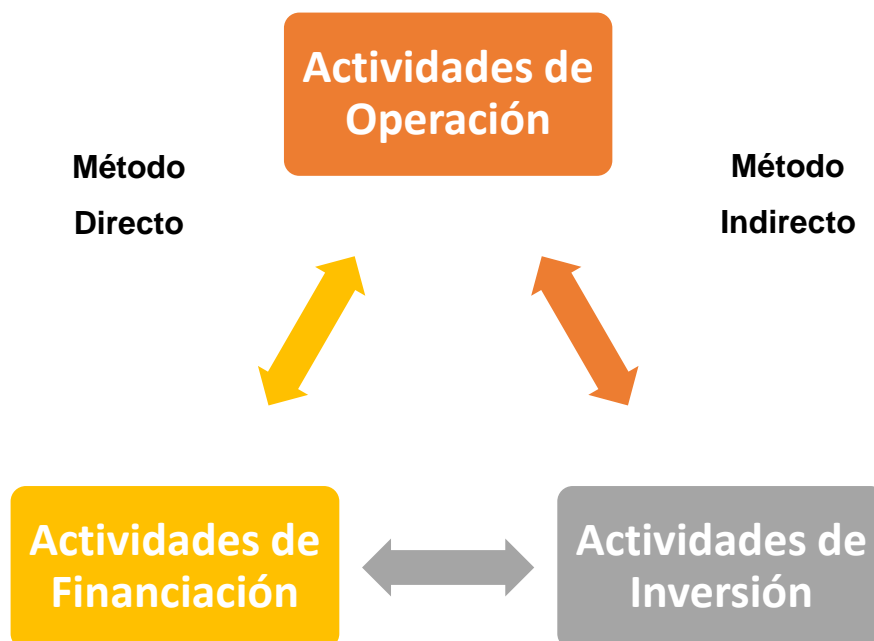 Actividades de
Operación
Método
Directo
Método
Indirecto
Actividades de
Financiación
Actividades de
Inversión